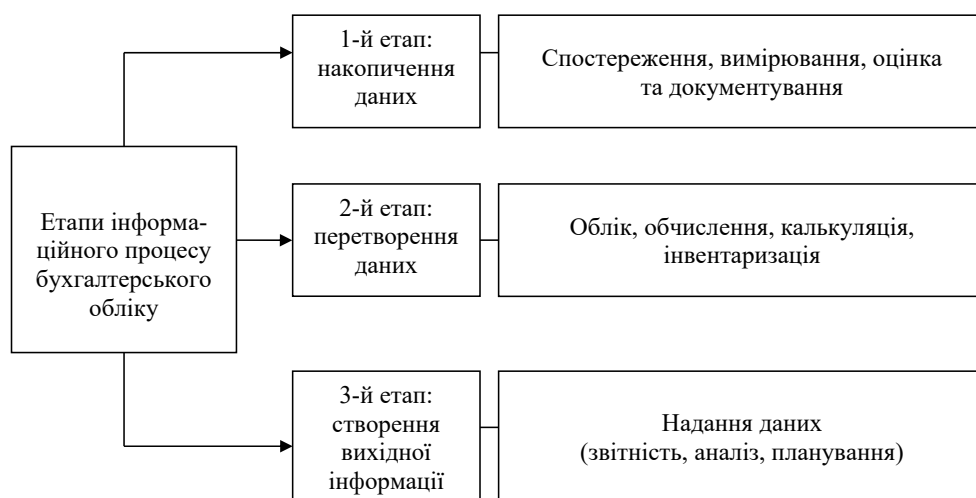 Етапи інформа-
ційного процесу
бухгалтерського
обліку
1-й етап:
накопичення
даних
Спостереження, вимірювання, оцінка
та документування
2-й етап:
перетворення
даних
Облік, обчислення, калькуляція,
інвентаризація
3-й етап:
створення
вихідної
інформації
Надання даних
(звітність, аналіз, планування)